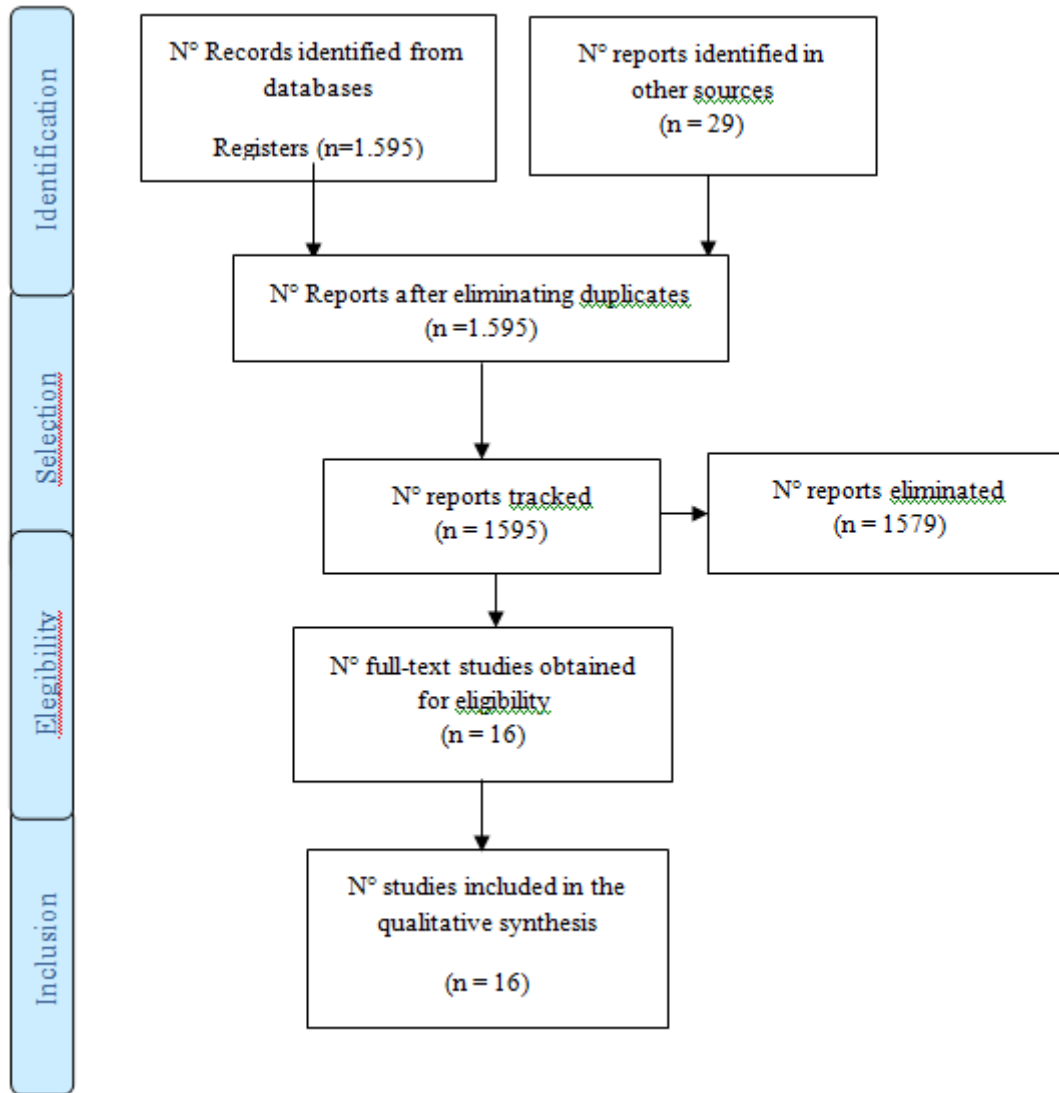 Identification
N° Records identified from
databases
Registers (n=1.595)
N° reports identified in
other sources
(n = 29)
N° Reports after eliminating duplicates
(n =1.595)
Selection
N° reports tracked
(n = 1595)
N° reports eliminated
(n = 1579)
Elegibility
N° full-text studies obtained
for eligibility
(n = 16)
Inclusion
N° studies included in the
qualitative synthesis
(n = 16)